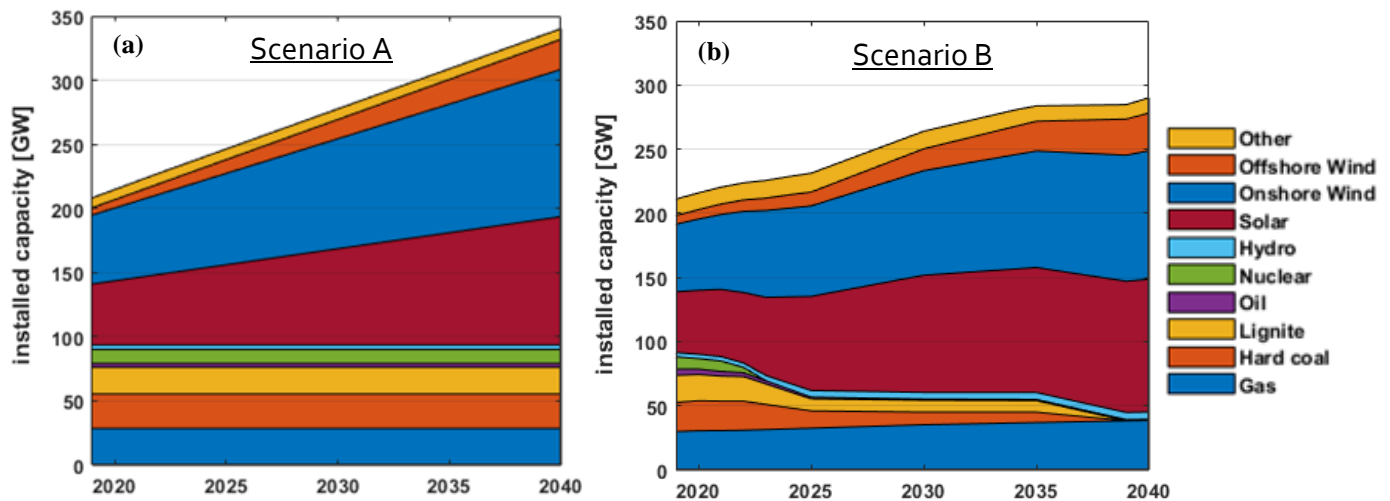 (a)
Scenario A
installed capacity [GW]
350
300
250
200
150
100
50
0
2020
2025
2030
2035
2040
(b)
Scenario B
installed capacity [GW]
350
300
250
200
150
100
50
0
2020
2025
2030
2035
2040
Other
Offshore Wind
Onshore Wind
Solar
Hydro
Nuclear
Oil
Lignite
Hard coal
Gas